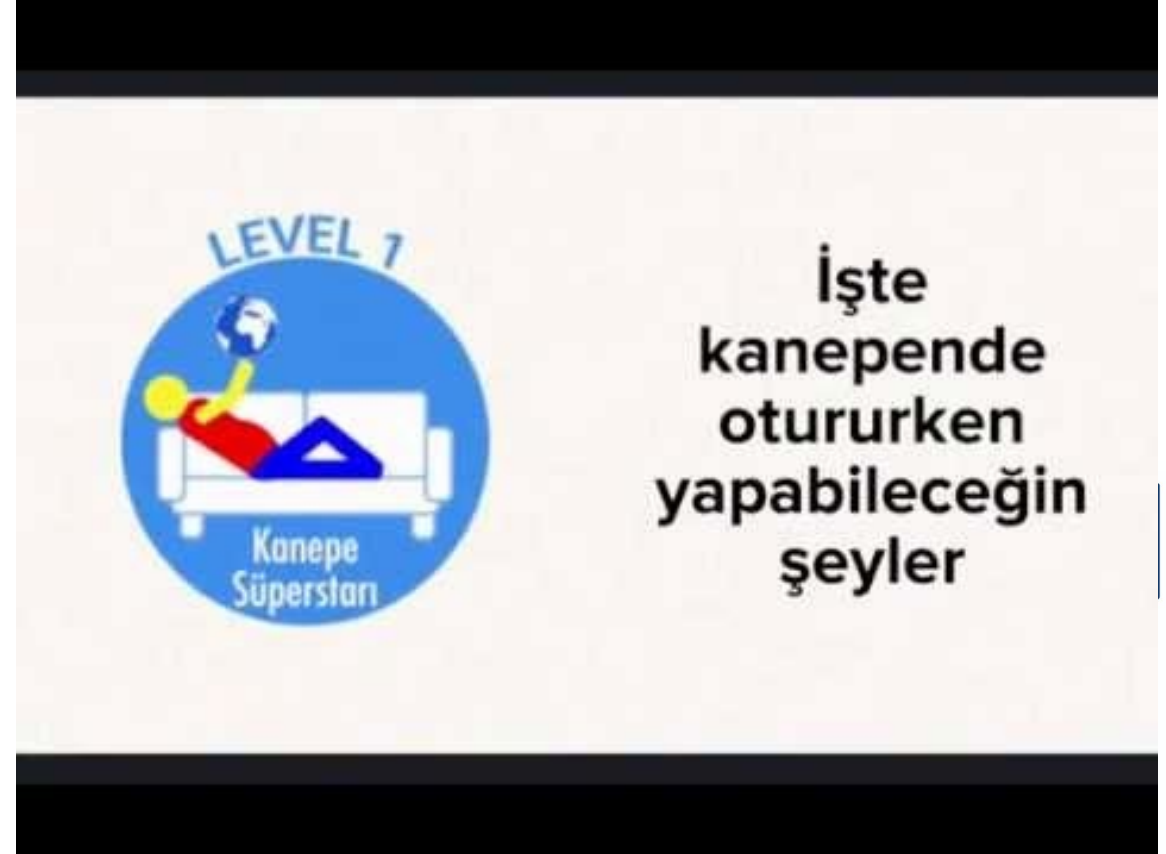 LEVEL 1
Kanepe
Süperstarı
İşte
kanepende
otururken
yapabileceğin
şeyler